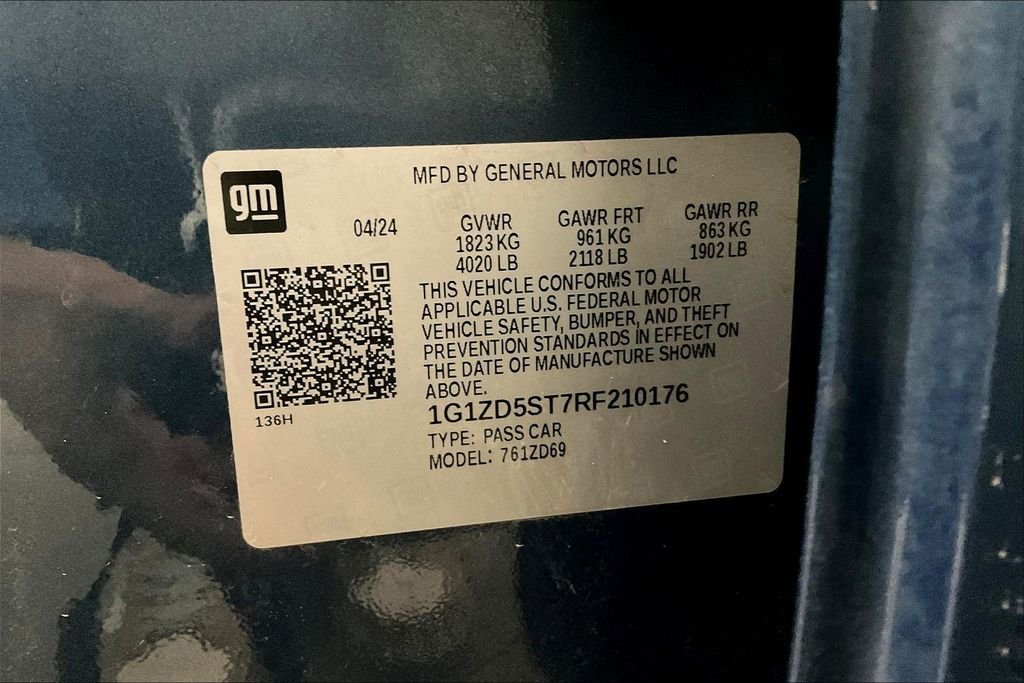 gm
MFD BY GENERAL MOTORS LLC
04/24 GVWR GAWR FRT GAWR RR
1823 KG 961 KG 863 KG
4020 LB 2118 LB 1902 LB
THIS VEHICLE CONFORMS TO ALL
APPLICABLE U.S. FEDERAL MOTOR
VEHICLE SAFETY, BUMPER, AND THEFT
PREVENTION STANDARDS IN EFFECT ON
THE DATE OF MANUFACTURE SHOWN
ABOVE.
1G1ZD5ST7RF210176
136H
TYPE: PASS CAR
MODEL: 761ZD69